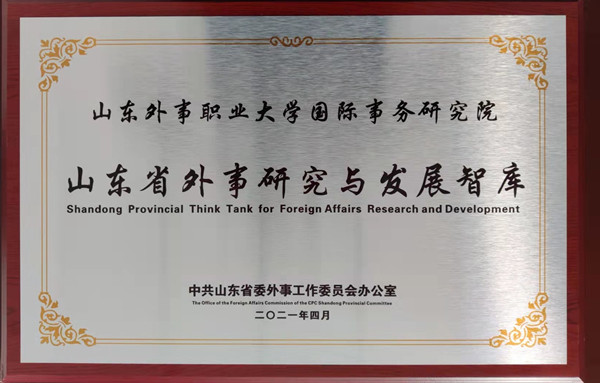 山东外事职业大学国际事务研究院
山东省外事研究与发展智库
Shandong Provincial Think Tank for Foreign Affairs Research and Development
中共山东省委外事工作委员会办公室
The Office of the Foreign Affairs Commission of the CPC Shandong Provincial Committee
二〇二一年四月